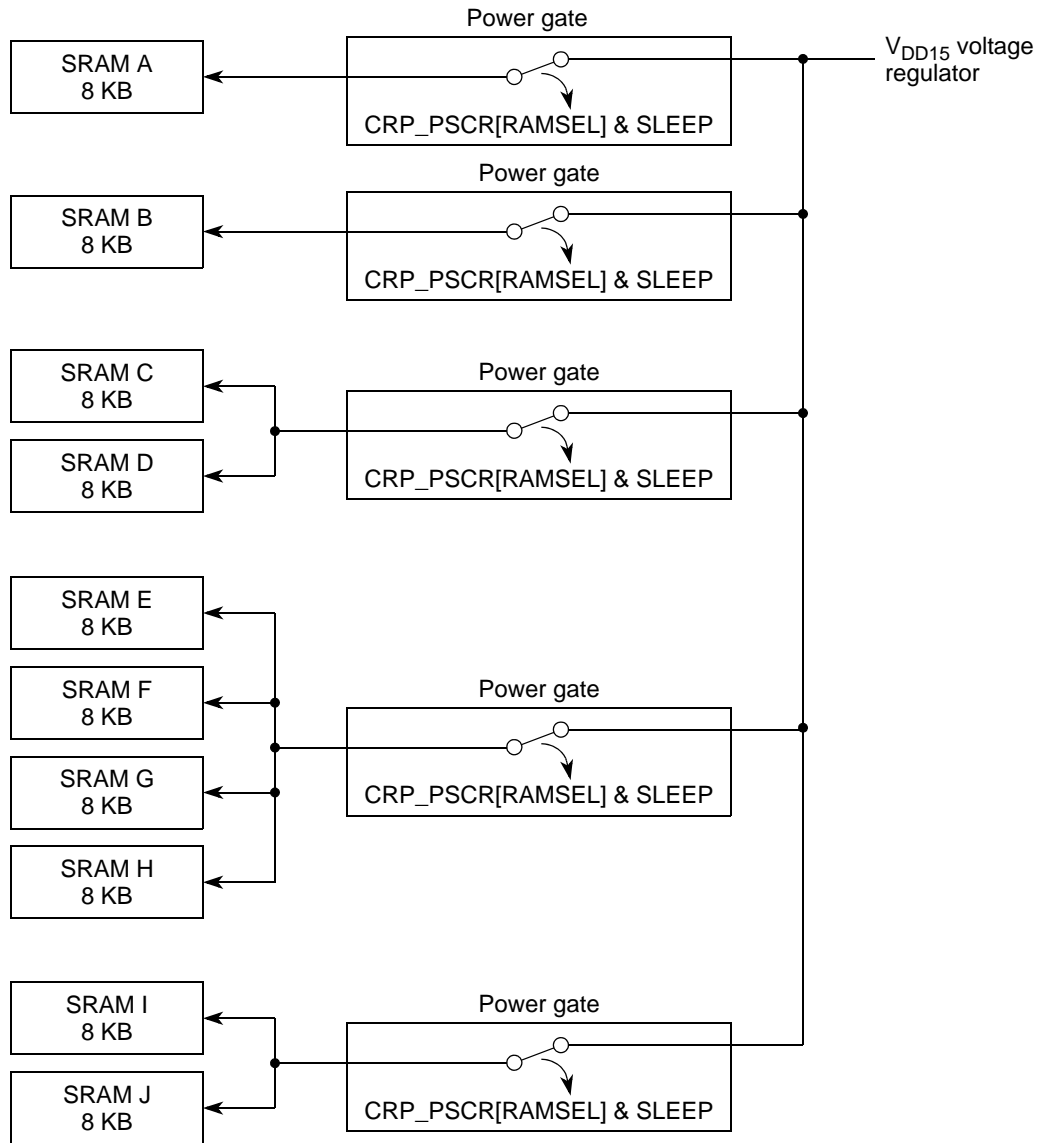 Power gate
SRAM A
8 KB
CRP_PSCR[RAMSEL] & SLEEP
VDD15 voltage
regulator
Power gate
SRAM B
8 KB
CRP_PSCR[RAMSEL] & SLEEP
SRAM C
8 KB
Power gate
SRAM D
8 KB
CRP_PSCR[RAMSEL] & SLEEP
SRAM E
8 KB
SRAM F
8 KB
Power gate
SRAM G
8 KB
CRP_PSCR[RAMSEL] & SLEEP
SRAM H
8 KB
SRAM I
8 KB
Power gate
SRAM J
8 KB
CRP_PSCR[RAMSEL] & SLEEP